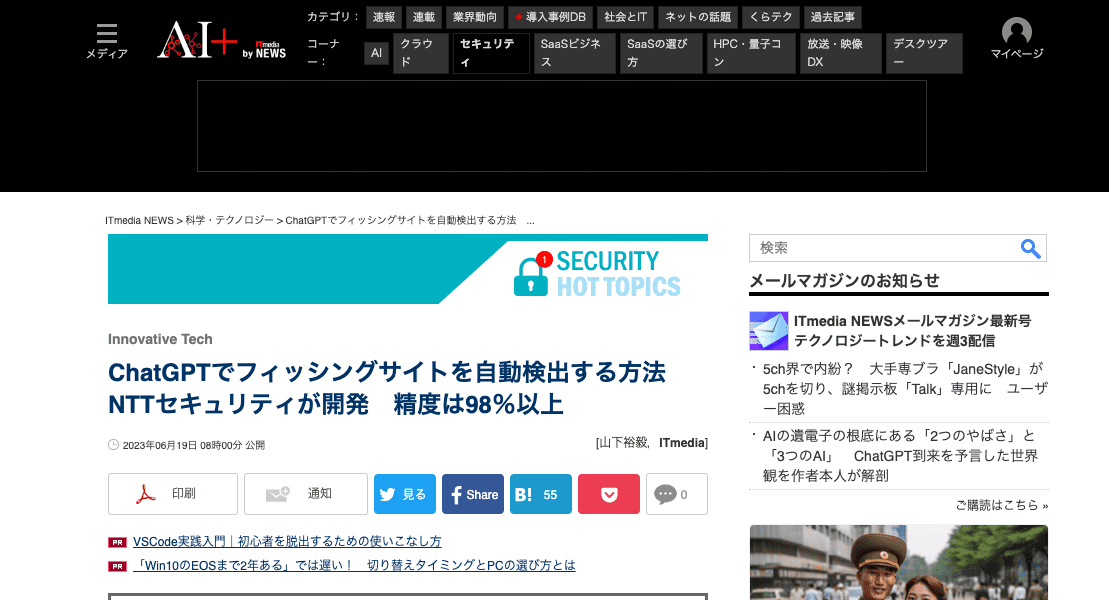 メディア
AI+
by ITmedia NEWS
カテゴリ：
速報
連載
業界動向
導入事例DB
社会とIT
ネットの話題
くらテク
過去記事
コーナー：
AI
クラウド
セキュリティ
SaaSビジネス
SaaSの選び方
HPC・量子コン
放送・映像DX
デスクツアー
マイページ
ITmedia NEWS > 科学・テクノロジー > ChatGPTでフィッシングサイトを自動検出する方法　...
1
SECURITY
HOT TOPICS
Innovative Tech
ChatGPTでフィッシングサイトを自動検出する方法
NTTセキュリティが開発　精度は98％以上
2023年06月19日 08時00分 公開
[山下裕毅, ITmedia]
印刷
通知
見る
Share
B! 55
0
PR VSCode実践入門｜初心者を脱出するための使いこなし方
PR 「Win10のEOSまで2年ある」では遅い！　切り替えタイミングとPCの選び方とは
検索
メールマガジンのお知らせ
ITmedia NEWSメールマガジン最新号
テクノロジートレンドを週3配信
・5ch界で内紛？　大手専ブラ「JaneStyle」が
5chを切り、謎掲示板「Talk」専用に　ユーザ
ー困惑
・AIの遺電子の根底にある「2つのやばさ」と
「3つのAI」　ChatGPT到来を予言した世界
観を作者本人が解剖
ご購読はこちら »